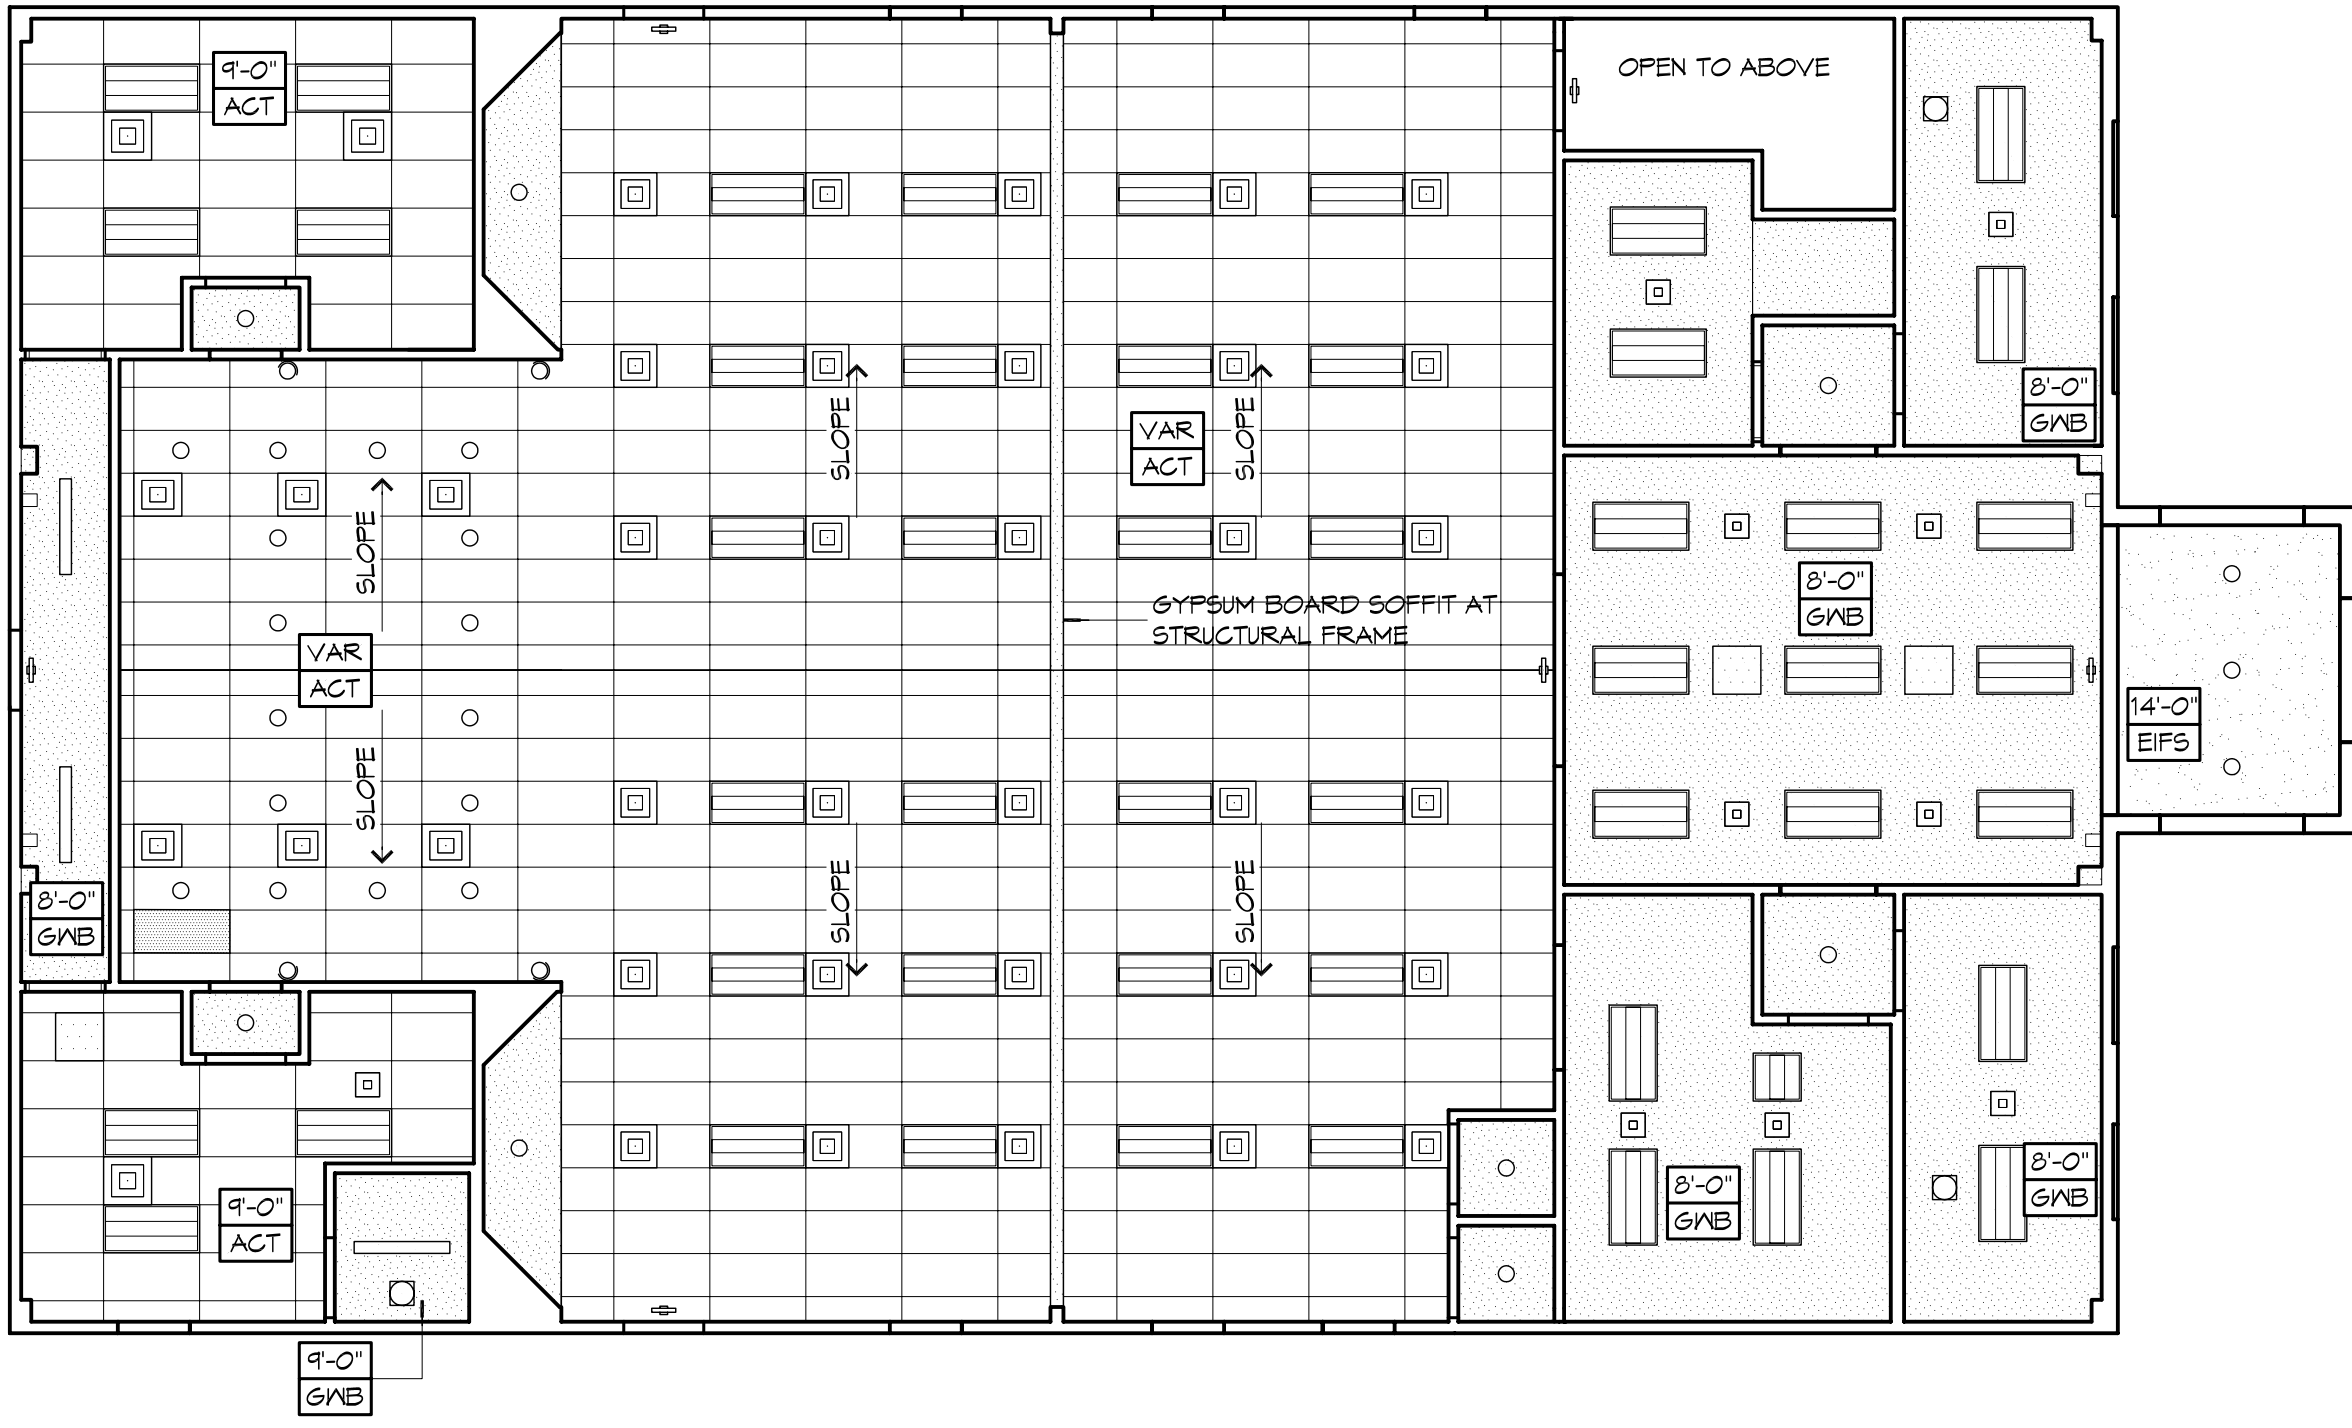 9'-0"
ACT
OPEN TO ABOVE
8'-0"
GWB
SLOPE
VAR
ACT
SLOPE
SLOPE
8'-0"
GWB
GYPSUM BOARD SOFFIT AT
STRUCTURAL FRAME
VAR
ACT
14'-0"
EIFS
SLOPE
8'-0"
GWB
SLOPE
SLOPE
9'-0"
ACT
8'-0"
GWB
8'-0"
GWB
9'-0"
GWB